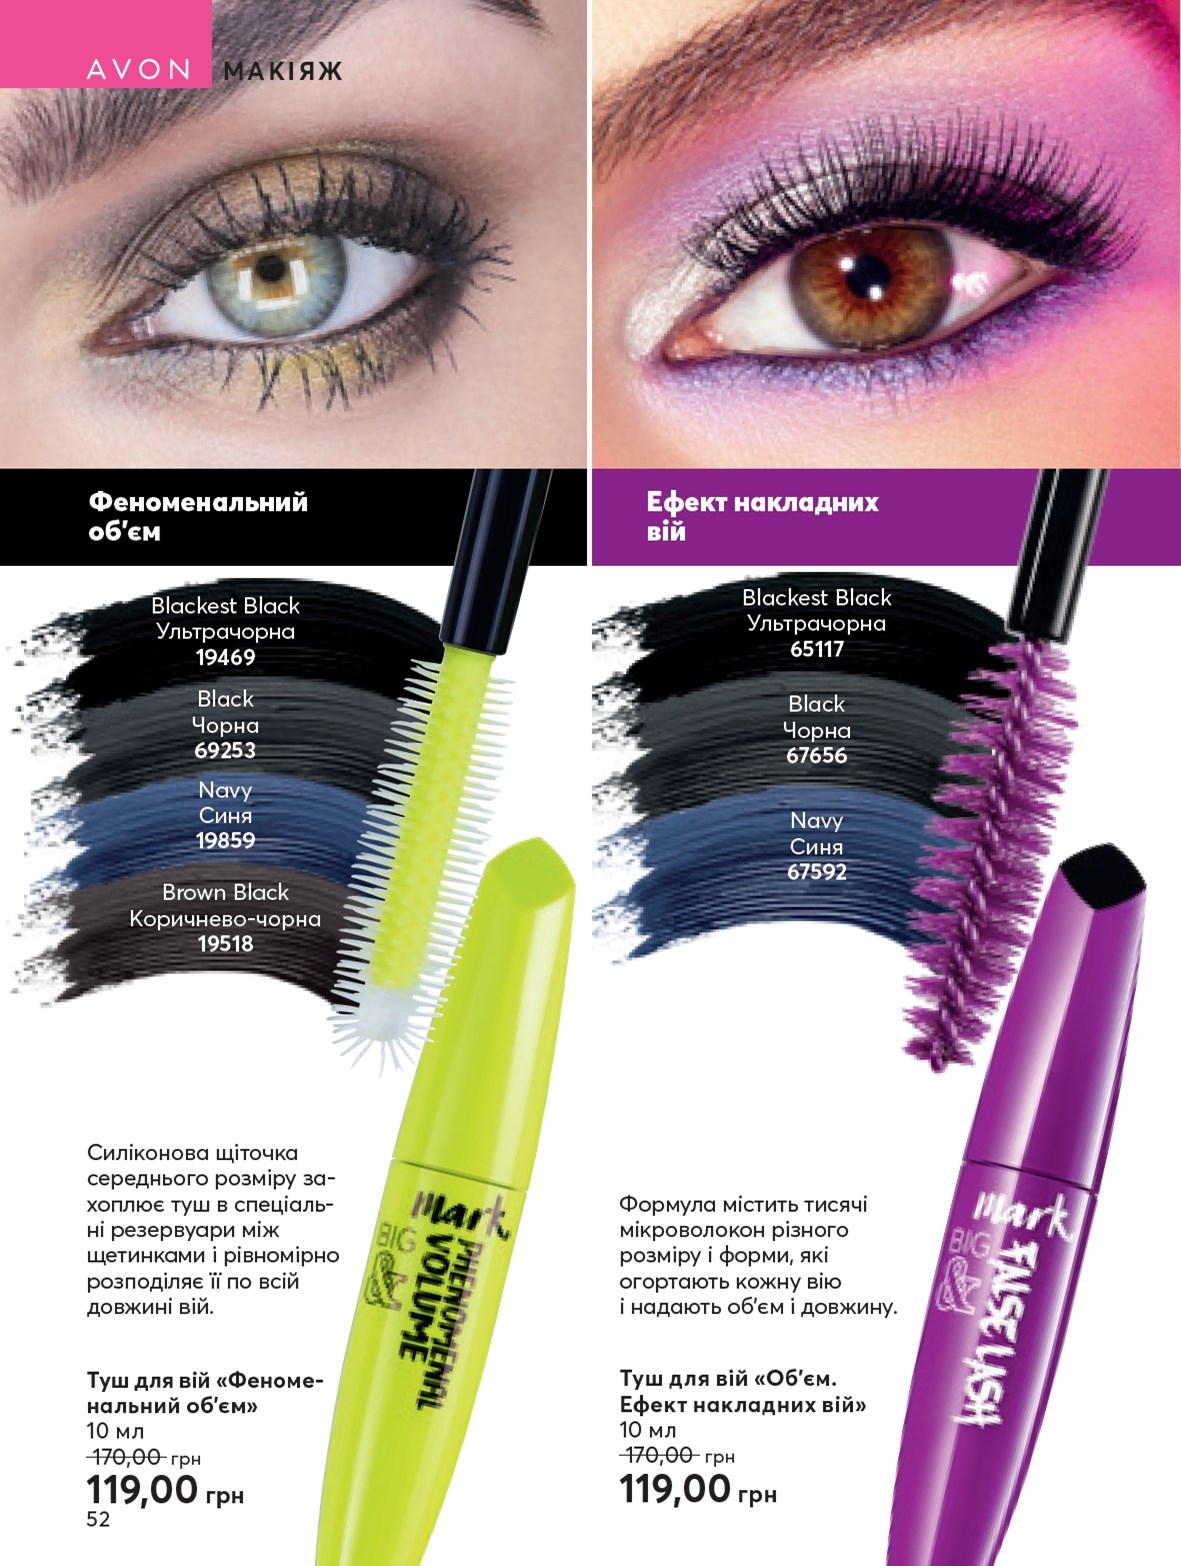 AVON МАКІЯЖ
Феноменальний
об’єм
Blackest Black
Ультрачорна
19469
Black
Чорна
69253
Navy
Синя
19859
Brown Black
Коричнево-чорна
19518
Силіконова щіточка
середнього розміру за-
хоплює туш в спеціаль-
ні резервуари між
щетинками і рівномірно
розподіляє її по всій
довжині вій.
mark.
BIG &
PHENOMENAL
VOLUME
Туш для вій «Феноме-
нальний об’єм»
10 мл
170,00 грн
119,00 грн
52
Ефект накладних
вій
Blackest Black
Ультрачорна
65117
Black
Чорна
67656
Navy
Синя
67592
Формула містить тисячі
мікроволокон різного
розміру і форми, які
огортають кожну вію
і надають об’єм і довжину.
mark.
BIG &
FALSE LASH
Туш для вій «Об’єм.
Ефект накладних вій»
10 мл
170,00 грн
119,00 грн